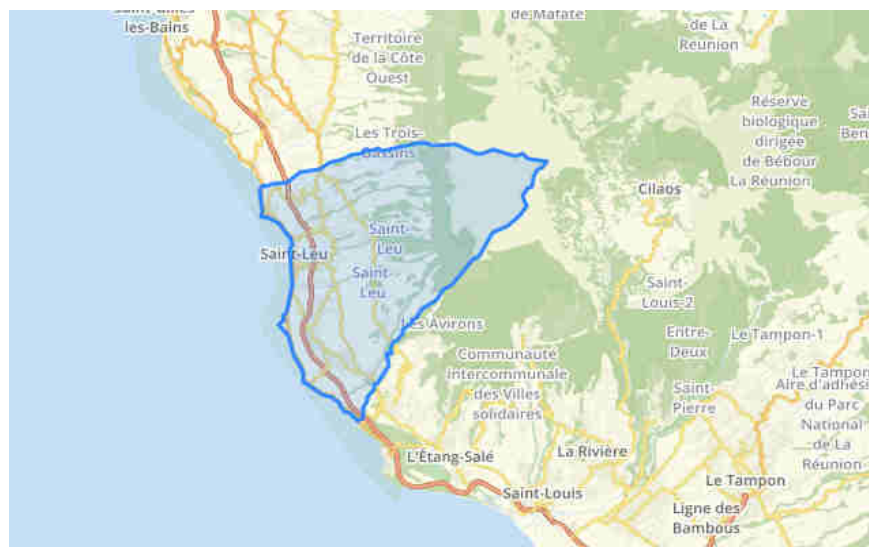 les-Bains
de Mafate
de La
Réunion
Territoire
de la Côte
Ouest
Les Trois-
Bassins
Réserve
biologique
dirigée
de Bébour
La Réunion
Cilaos
Saint-
Leu
Saint-Leu
Saint-
Leu
Saint-
Louis-2
Les Avirons
Entre-
Deux
Le Tampon-1
Communauté
intercommunale
des Villes
solidaires
Saint-
Pierre
Le Tampon
Aire d'adhés
du Parc
National
de La
Réunion
L'Étang-Salé
La Rivière
Le Tampon
Saint-Louis
Ligne des
Bambous